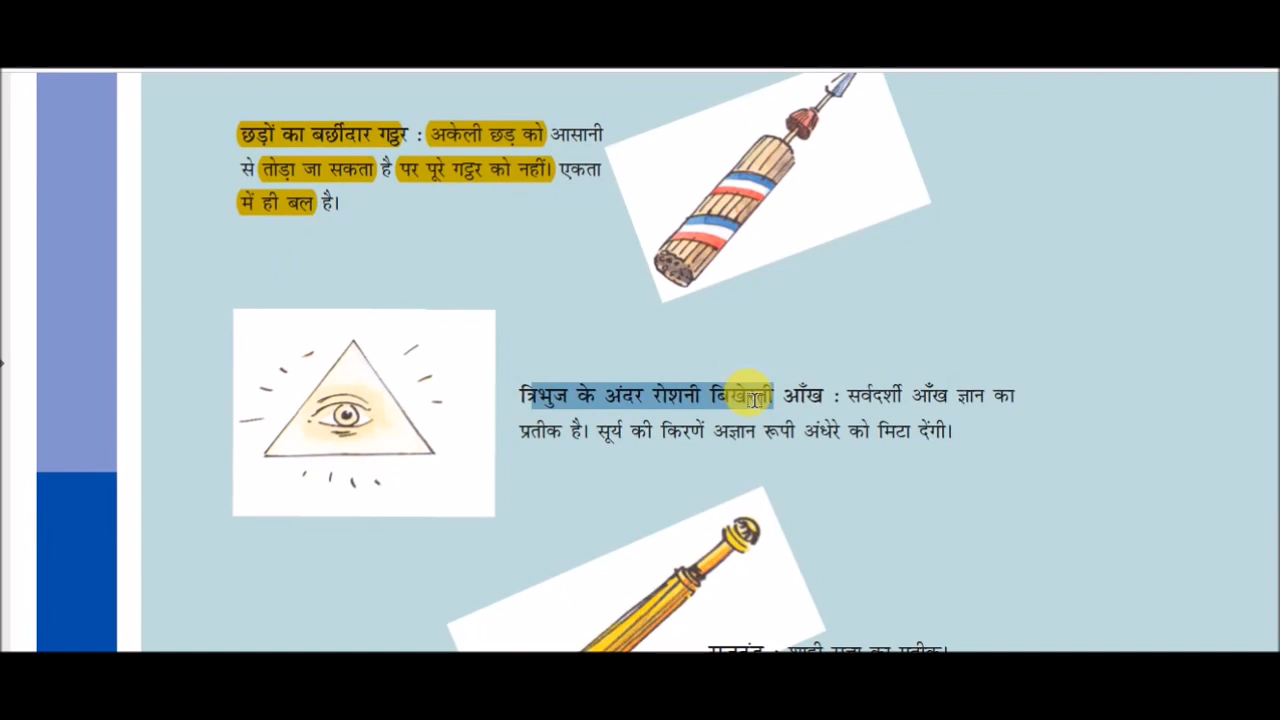 छड़ों का बर्छीदार गट्ठर : अकेली छड़ को आसानी
से तोड़ा जा सकता है पर पूरे गट्ठर को नहीं। एकता
में ही बल है।
त्रिभुज के अंदर रोशनी बिखेरती आँख : सर्वदर्शी आँख ज्ञान का
प्रतीक है। सूर्य की किरणें अज्ञान रूपी अंधेरे को मिटा देंगी।